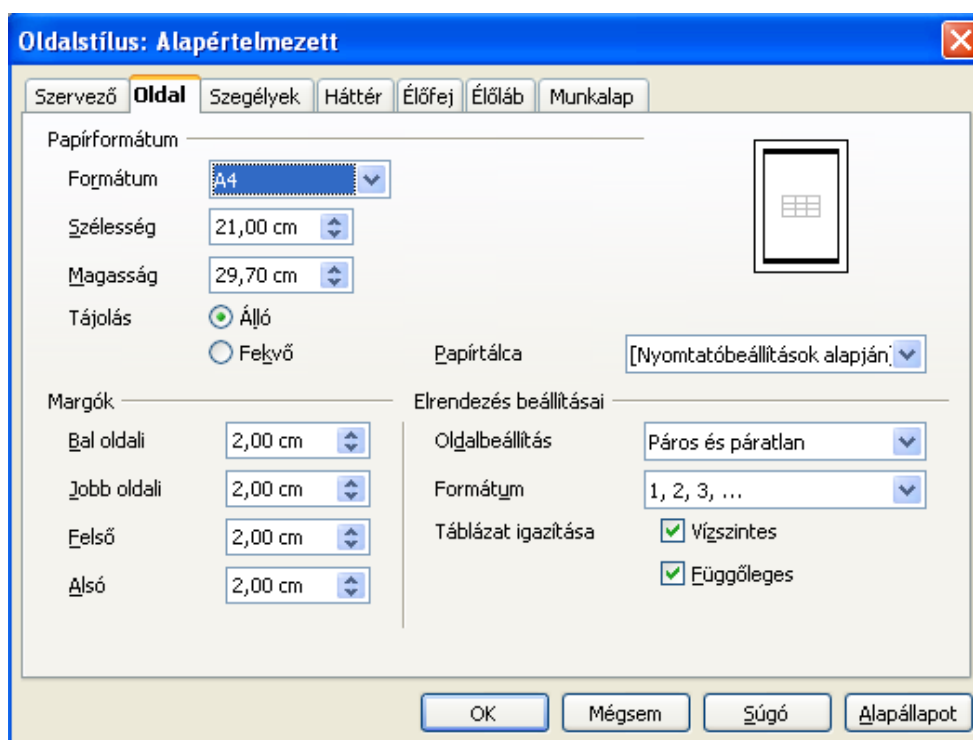 Oldalstílus: Alapértelmezett
Szervező Oldal Szegélyek Háttér Élőfej Élőláb Munkalap
Papírformátum
Formátum A4
Szélesség 21,00 cm
Magasság 29,70 cm
Tájolás Álló
Fekvő Papírtálca [Nyomtatóbeállítások alapján]
Margók Elrendezés beállításai
Bal oldali 2,00 cm Oldalbeállítás Páros és páratlan
Jobb oldali 2,00 cm Formátum 1, 2, 3, ...
Felső 2,00 cm Táblázat igazítása Vízszintes
Alsó 2,00 cm Függőleges
OK Mégsem Súgó Alapállapot